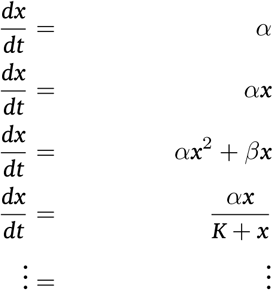 dx/dt = α
dx/dt = αx
dx/dt = αx² + βx
dx/dt = αx/(K + x)
⋮ = ⋮